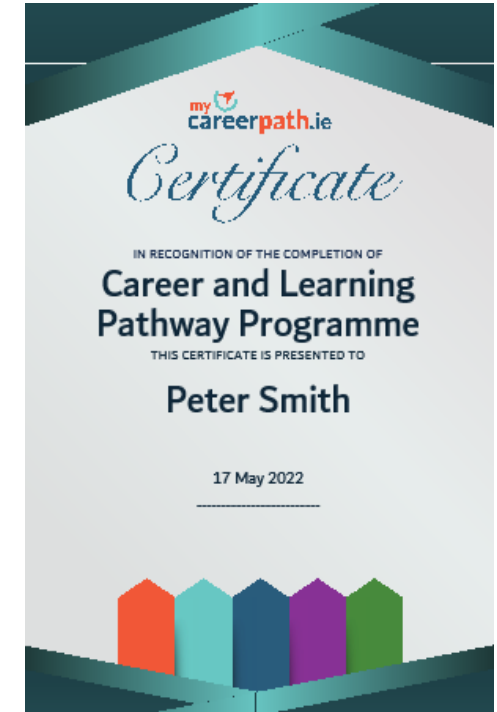 my
careerpath.ie
Certificate
IN RECOGNITION OF THE COMPLETION OF
Career and Learning
Pathway Programme
THIS CERTIFICATE IS PRESENTED TO
Peter Smith
17 May 2022